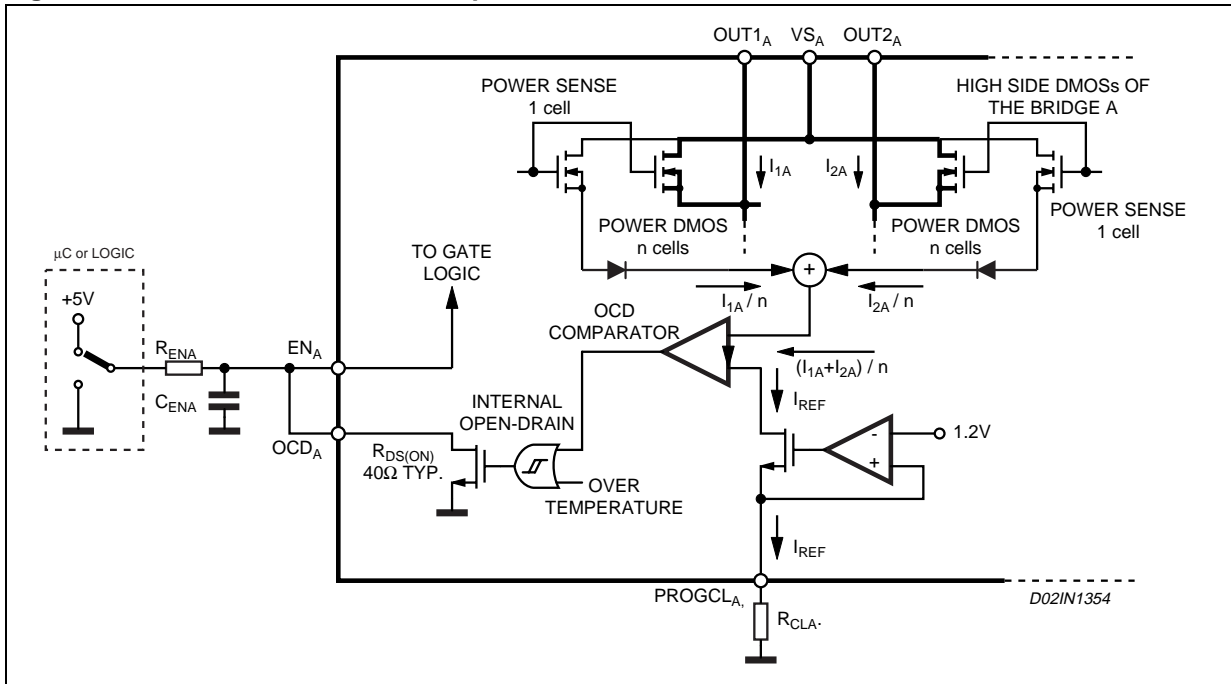 OUT1A VSA OUT2A
POWER SENSE
1 cell
HIGH SIDE DMOSs OF
THE BRIDGE A
I1A
I2A
POWER SENSE
1 cell
POWER DMOS
n cells
POWER DMOS
n cells
μC or LOGIC
TO GATE
LOGIC
+5V
+
I1A / n
I2A / n
OCD
COMPARATOR
RENA
ENA
(I1A+I2A) / n
IREF
CENA
INTERNAL
OPEN-DRAIN
-
1.2V
OCDA
RDS(ON)
40Ω TYP.
+
OVER
TEMPERATURE
IREF
PROGCLA,
D02IN1354
RCLA.